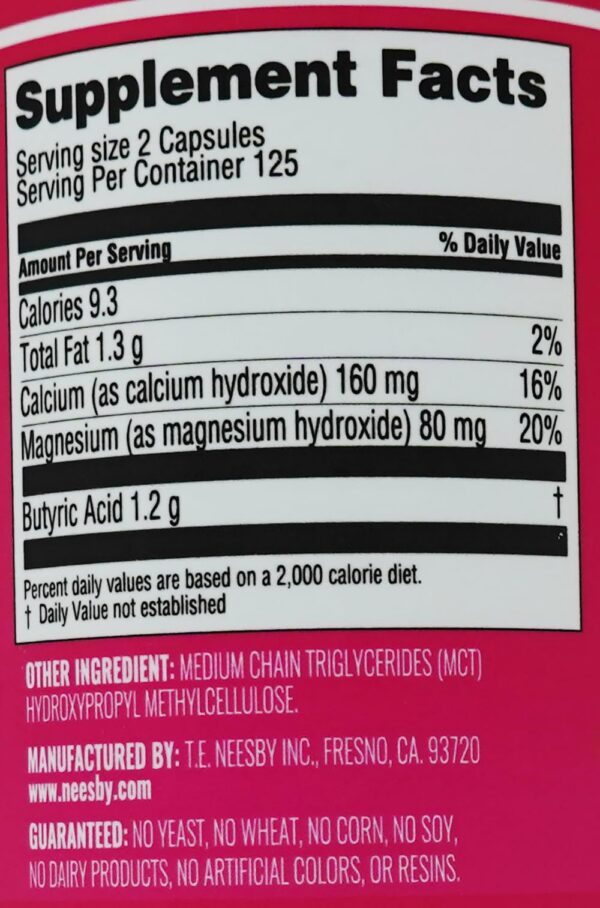 Supplement Facts
Serving size 2 Capsules
Serving Per Container 125
Amount Per Serving % Daily Value
Calories 9.3
Total Fat 1.3 g 2%
Calcium (as calcium hydroxide) 160 mg 16%
Magnesium (as magnesium hydroxide) 80 mg 20%
Butyric Acid 1.2 g †
Percent daily values are based on a 2,000 calorie diet.
† Daily Value not established
OTHER INGREDIENT: MEDIUM CHAIN TRIGLYCERIDES (MCT)
HYDROXYPROPYL METHYLCELLULOSE.
MANUFACTURED BY: T.E. NEESBY INC., FRESNO, CA. 93720
www.neesby.com
GUARANTEED: NO YEAST, NO WHEAT, NO CORN, NO SOY,
NO DAIRY PRODUCTS, NO ARTIFICIAL COLORS, OR RESINS.